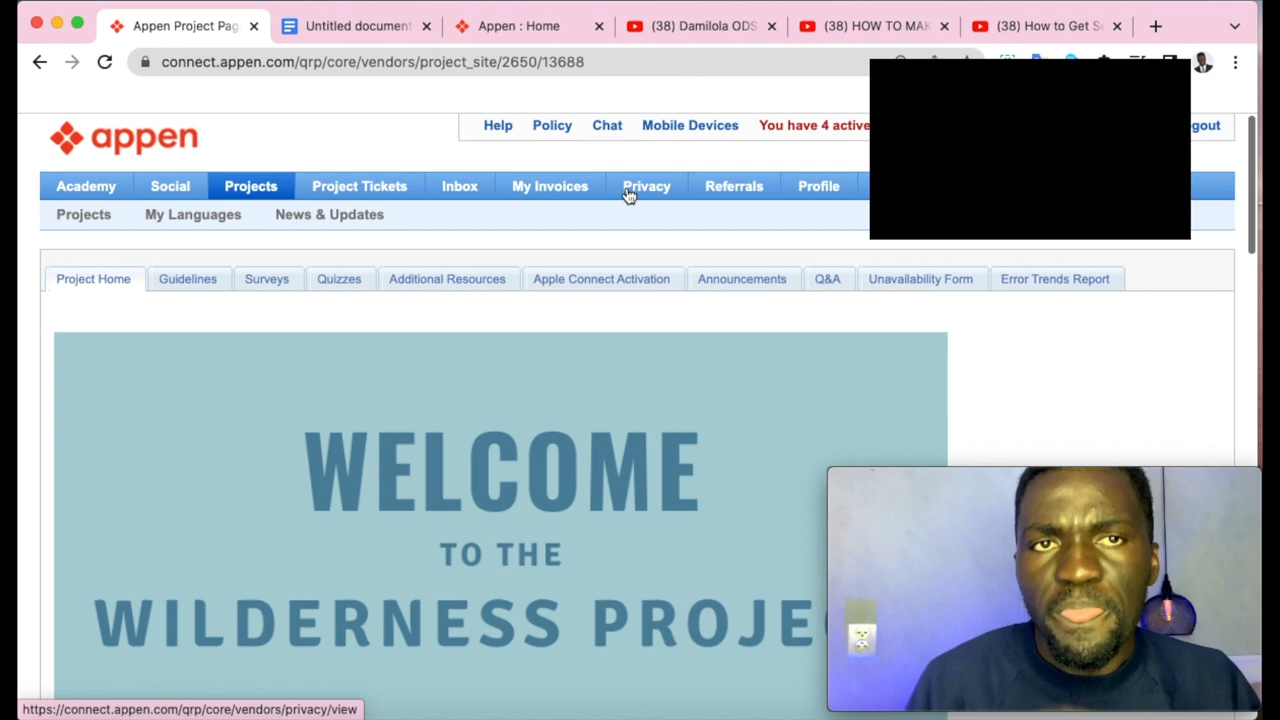 Appen Project Pag
Untitled document
Appen : Home
(38) Damilola ODS
(38) HOW TO MAK
(38) How to Get S
connect.appen.com/qrp/core/vendors/project_site/2650/13688
appen
Help Policy Chat Mobile Devices You have 4 active
gout
Academy Social Projects Project Tickets Inbox My Invoices Privacy Referrals Profile
Projects My Languages News & Updates
Project Home Guidelines Surveys Quizzes Additional Resources Apple Connect Activation Announcements Q&A Unavailability Form Error Trends Report
WELCOME
TO THE
WILDERNESS PROJE
https://connect.appen.com/qrp/core/vendors/privacy/view